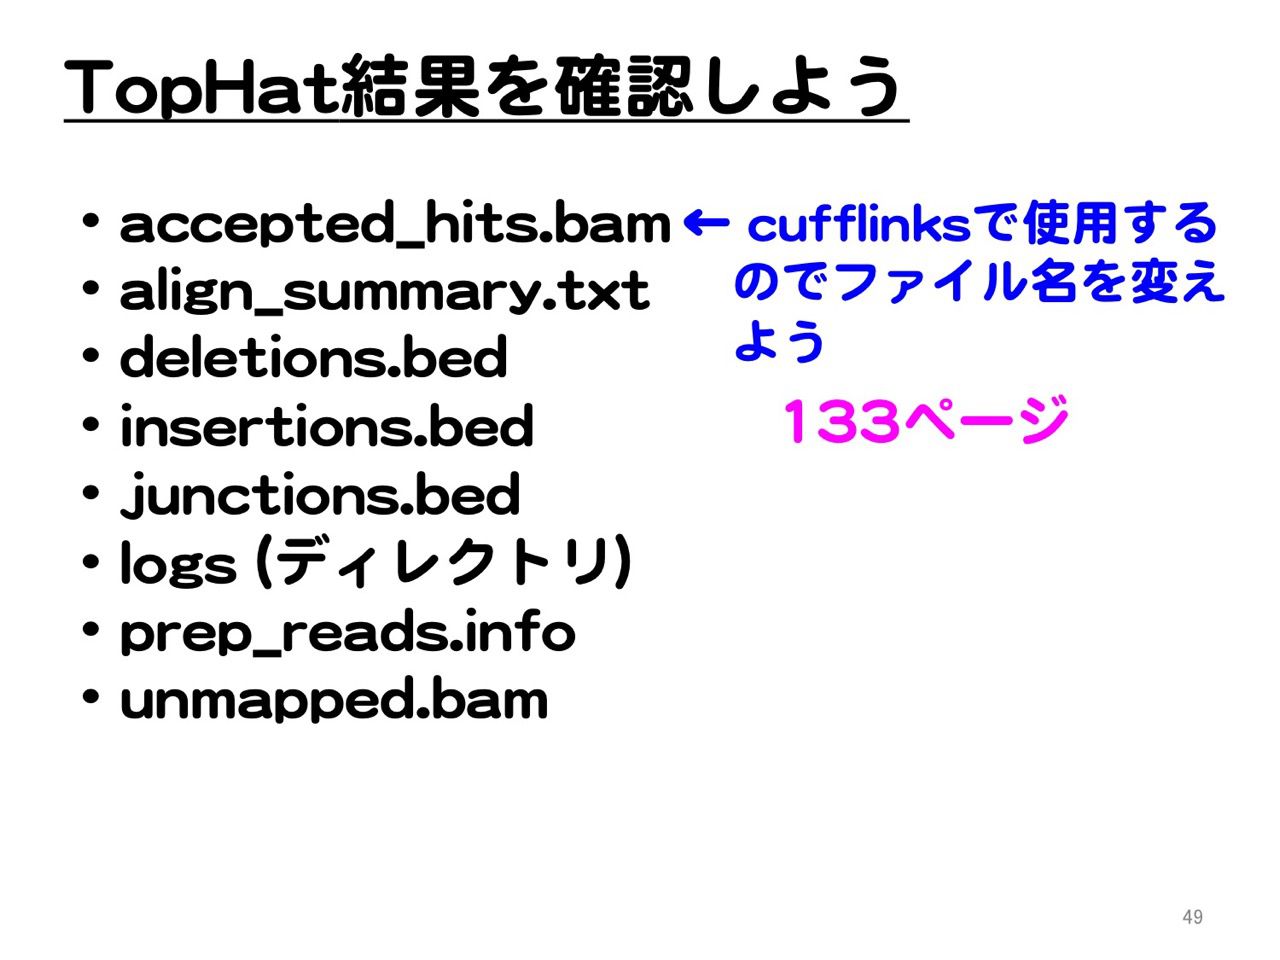 TopHat結果を確認しよう
• accepted_hits.bam ← cufflinksで使用する
のでファイル名を変え
よう
• align_summary.txt
• deletions.bed
133ページ
• insertions.bed
• junctions.bed
• logs (ディレクトリ)
• prep_reads.info
• unmapped.bam
49